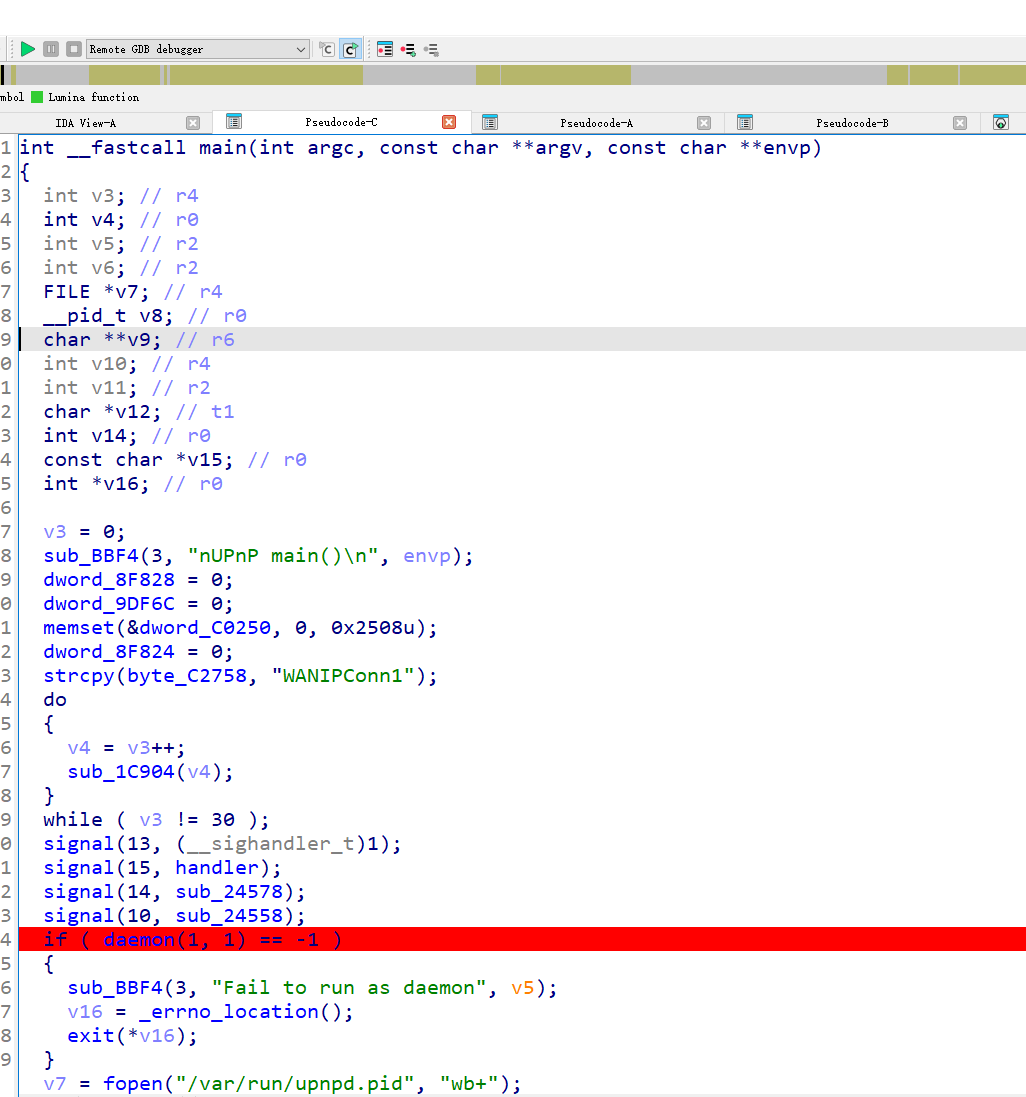 Remote GDB debugger
mbol Lumina function
IDA View-A Pseudocode-C Pseudocode-A Pseudocode-B
1 int __fastcall main(int argc, const char **argv, const char **envp)
2 {
3 int v3; // r4
4 int v4; // r0
5 int v5; // r2
6 int v6; // r2
7 FILE *v7; // r4
8 __pid_t v8; // r0
9 char **v9; // r6
0 int v10; // r4
1 int v11; // r2
2 char *v12; // t1
3 int v14; // r0
4 const char *v15; // r0
5 int *v16; // r0
6
7 v3 = 0;
8 sub_BBF4(3, "nUPnP main()\n", envp);
9 dword_8F828 = 0;
0 dword_9DF6C = 0;
1 memset(&dword_C0250, 0, 0x2508u);
2 dword_8F824 = 0;
3 strcpy(byte_C2758, "WANIPConn1");
4 do
5 {
6 v4 = v3++;
7 sub_1C904(v4);
8 }
9 while ( v3 != 30 );
0 signal(13, (__sighandler_t)1);
1 signal(15, handler);
2 signal(14, sub_24578);
3 signal(10, sub_24558);
4 if ( daemon(1, 1) == -1 )
5 {
6 sub_BBF4(3, "Fail to run as daemon", v5);
7 v16 = _errno_location();
8 exit(*v16);
9 }
v7 = fopen("/var/run/upnpd.pid", "wb+");